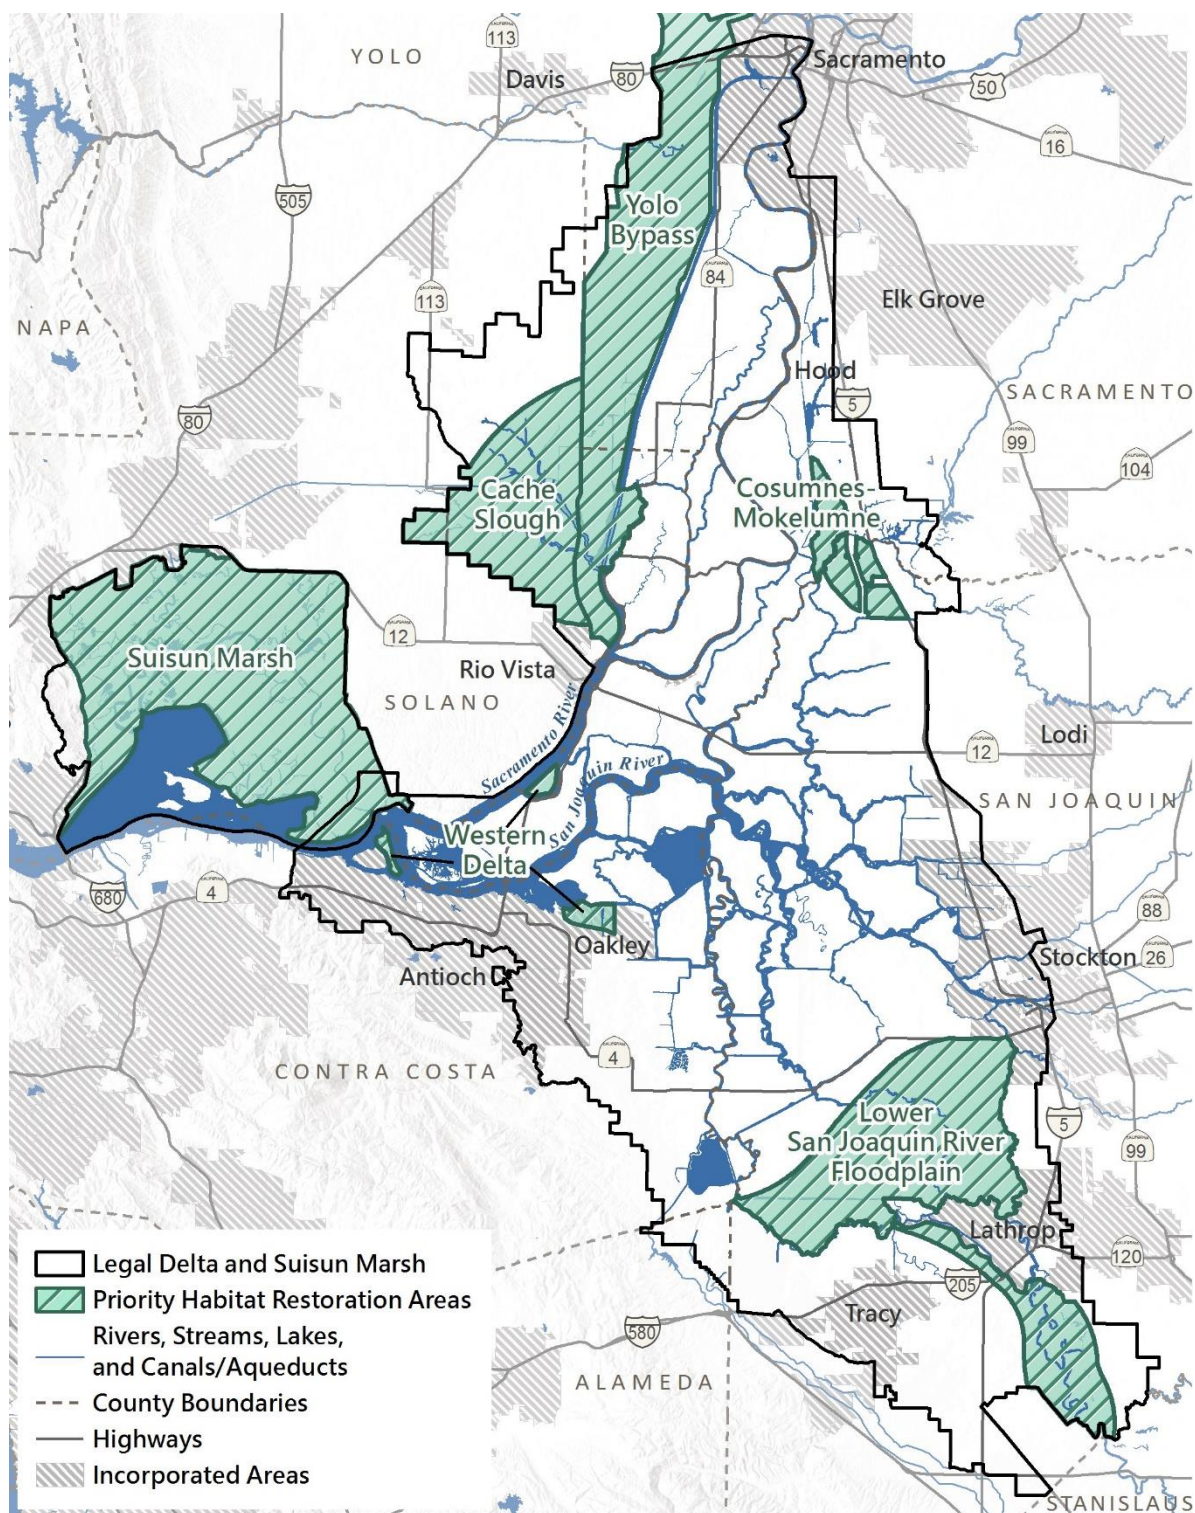 113
YOLO
Davis
80
Sacramento
50
16
505
Yolo
Bypass
84
113
Elk Grove
NAPA
Hood
SACRAMENTO
5
80
99
104
Cache
Slough
Cosumnes-
Mokelumne
12
Suisun Marsh
Rio Vista
SOLANO
Sacramento River
San Joaquin River
12
Lodi
SAN JOAQUIN
Western
Delta
680
4
88
Oakley
Stockton
26
Antioch
4
CONTRA COSTA
Lower
San Joaquin River
Floodplain
5
99
Lathrop
120
205
Tracy
580
ALAMEDA
STANISLAUS
Legal Delta and Suisun Marsh
Priority Habitat Restoration Areas
Rivers, Streams, Lakes,
and Canals/Aqueducts
County Boundaries
Highways
Incorporated Areas